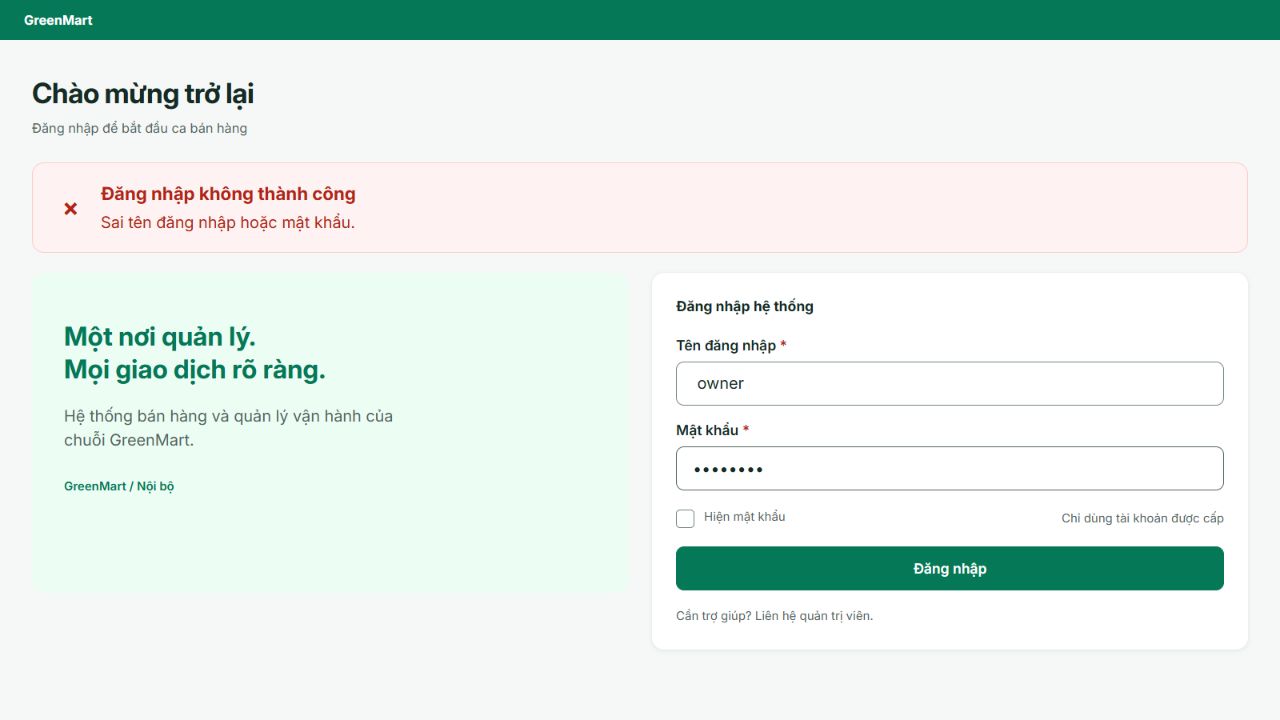 GreenMart
Chào mừng trở lại
Đăng nhập để bắt đầu ca bán hàng
Đăng nhập không thành công
Sai tên đăng nhập hoặc mật khẩu.
Một nơi quản lý.
Mọi giao dịch rõ ràng.
Hệ thống bán hàng và quản lý vận hành của
chuỗi GreenMart.
GreenMart / Nội bộ
Đăng nhập hệ thống
Tên đăng nhập *
owner
Mật khẩu *
••••••••
Hiện mật khẩu
Chỉ dùng tài khoản được cấp
Đăng nhập
Cần trợ giúp? Liên hệ quản trị viên.